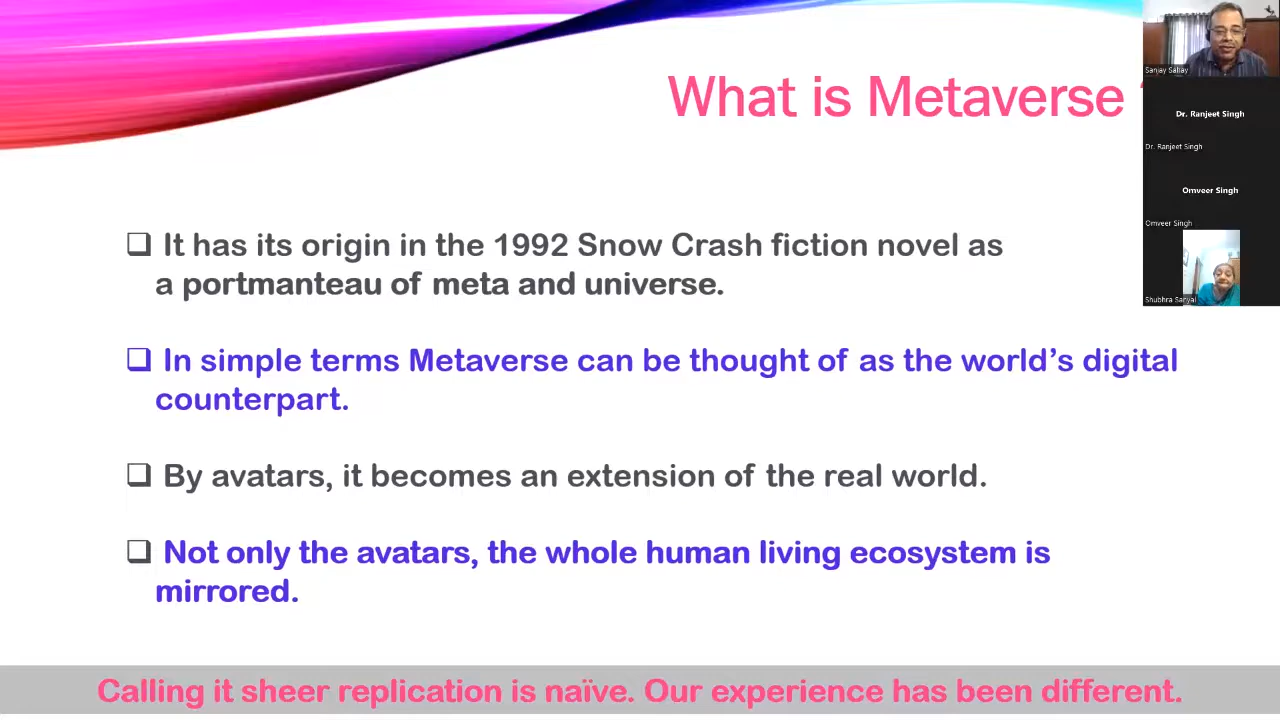 What is Metaverse ?
❑ It has its origin in the 1992 Snow Crash fiction novel as
a portmanteau of meta and universe.
❑ In simple terms Metaverse can be thought of as the world’s digital
counterpart.
❑ By avatars, it becomes an extension of the real world.
❑ Not only the avatars, the whole human living ecosystem is
mirrored.
Calling it sheer replication is naïve. Our experience has been different.
Sanjay
Dr. Ranjeet Singh
Dr. Ranjeet Singh
Omveer Singh
Omveer Singh
Shubhra Sanyal